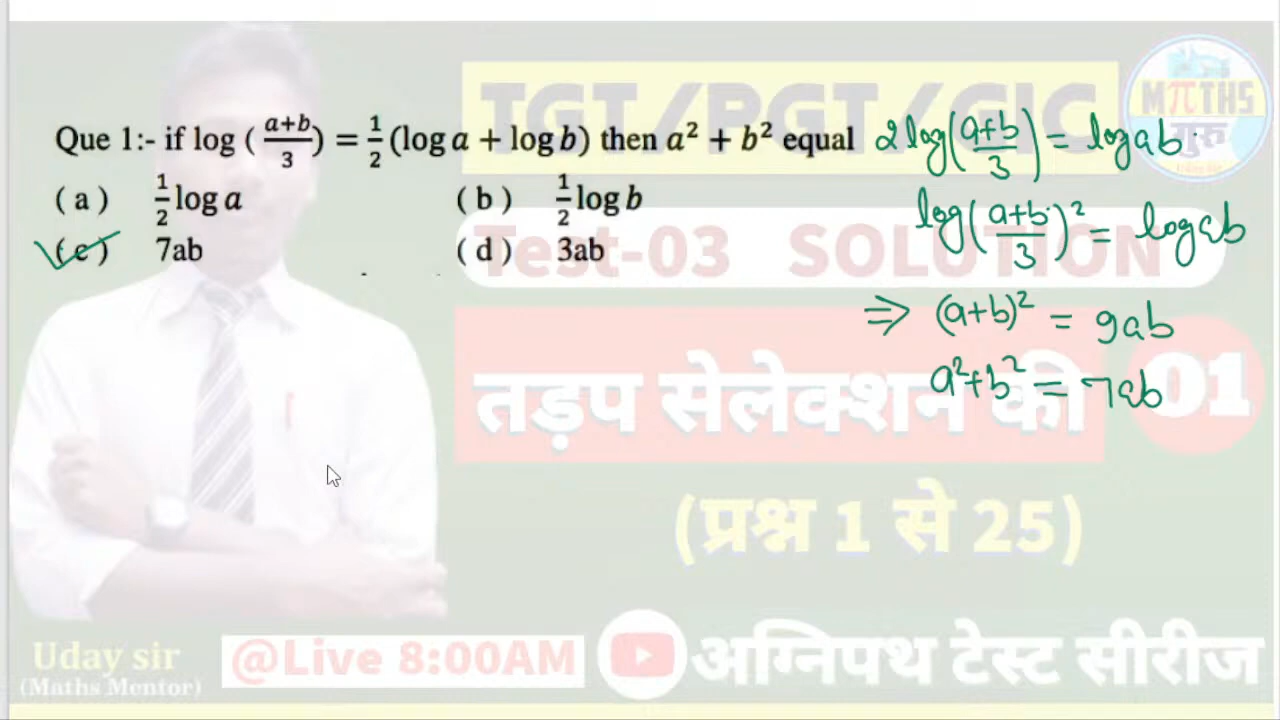 TGT/PGT/GIC
MπTHS
गुरु
Que 1:- if log ( a+b/3 ) = 1/2 (log a + log b) then a² + b² equal
( a ) 1/2 log a ( b ) 1/2 log b
( c ) 7ab ( d ) 3ab
2 log(a+b/3) = log ab.
log(a+b/3)² = log ab
⇒ (a+b)² = 9ab
a²+b² = 7ab
Test-03 SOLUTION
तड़प सेलेक्शन की 01
(प्रश्न 1 से 25)
Uday sir
(Maths Mentor)
@Live 8:00AM
अग्निपथ टेस्ट सीरीज